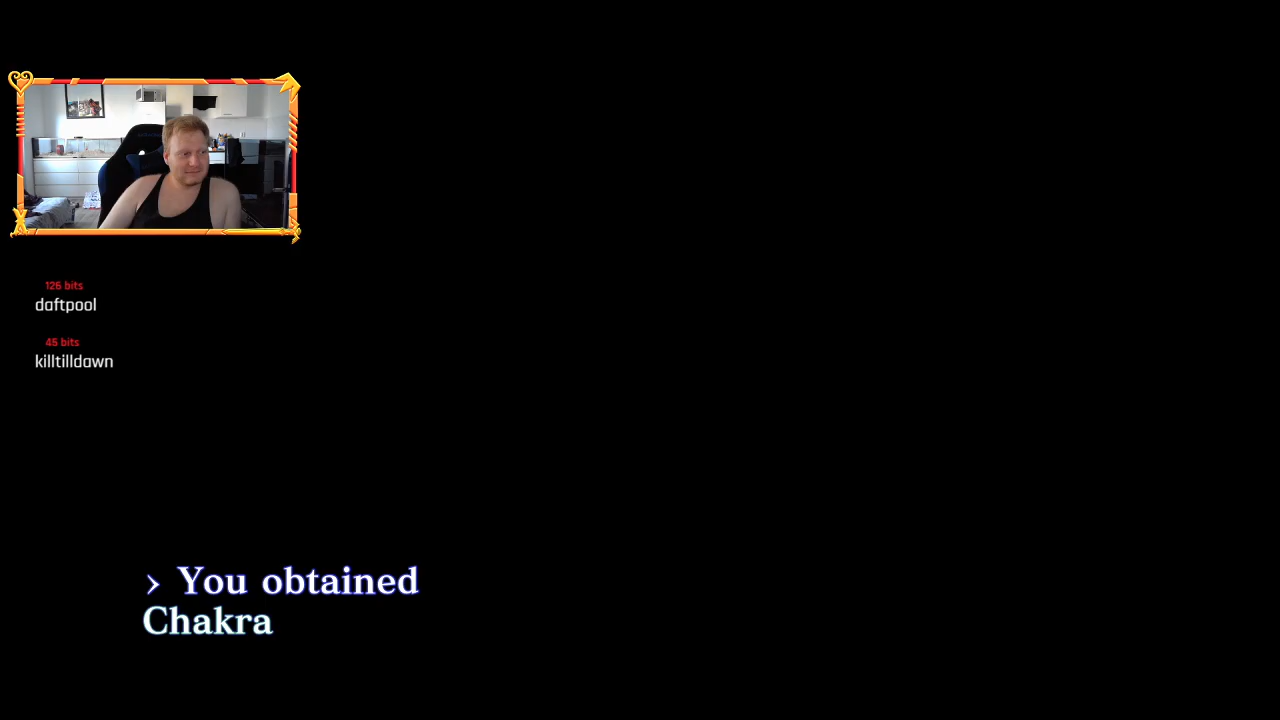 126 bits
daftpool
45 bits
killtilldawn
› You obtained
Chakra